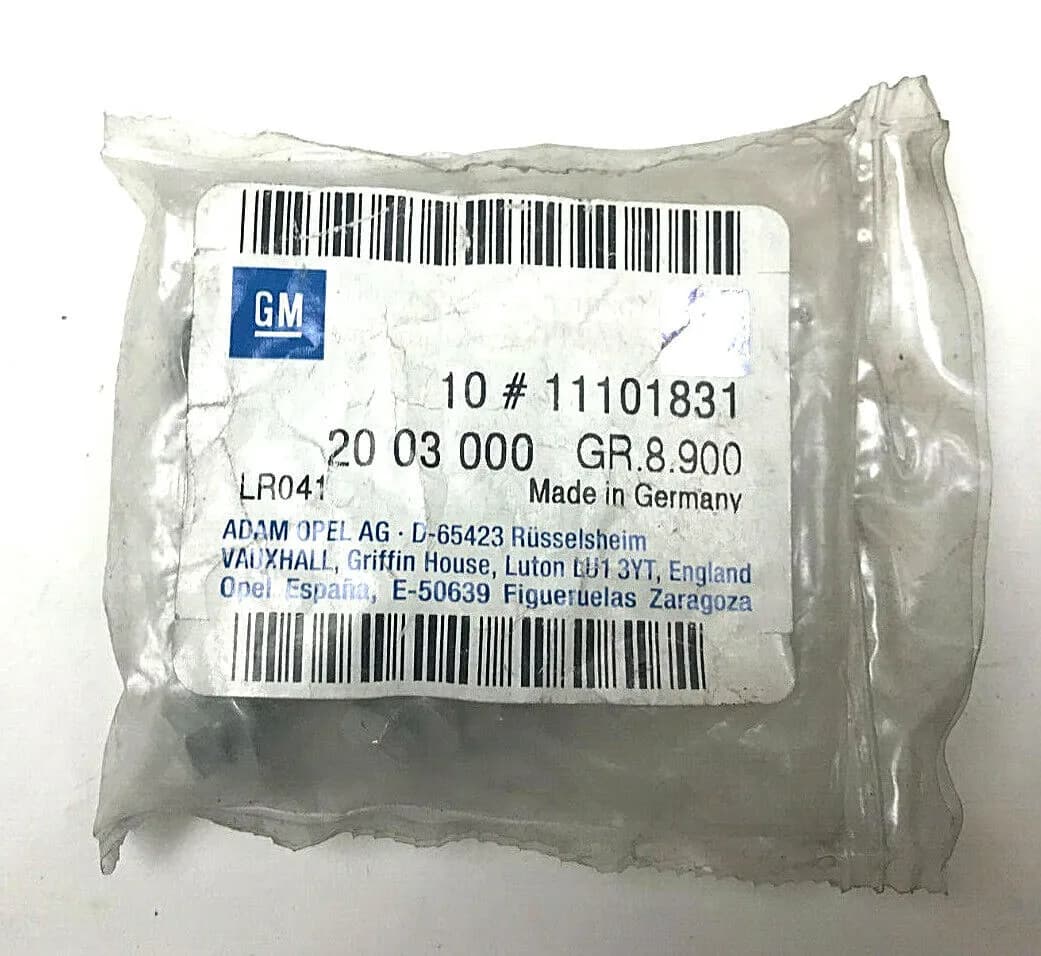 GM
10 # 11101831
20 03 000 GR.8.900
LR041 Made in Germany
ADAM OPEL AG · D-65423 Rüsselsheim
VAUXHALL, Griffin House, Luton LU1 3YT, England
Opel España, E-50639 Figueruelas Zaragoza